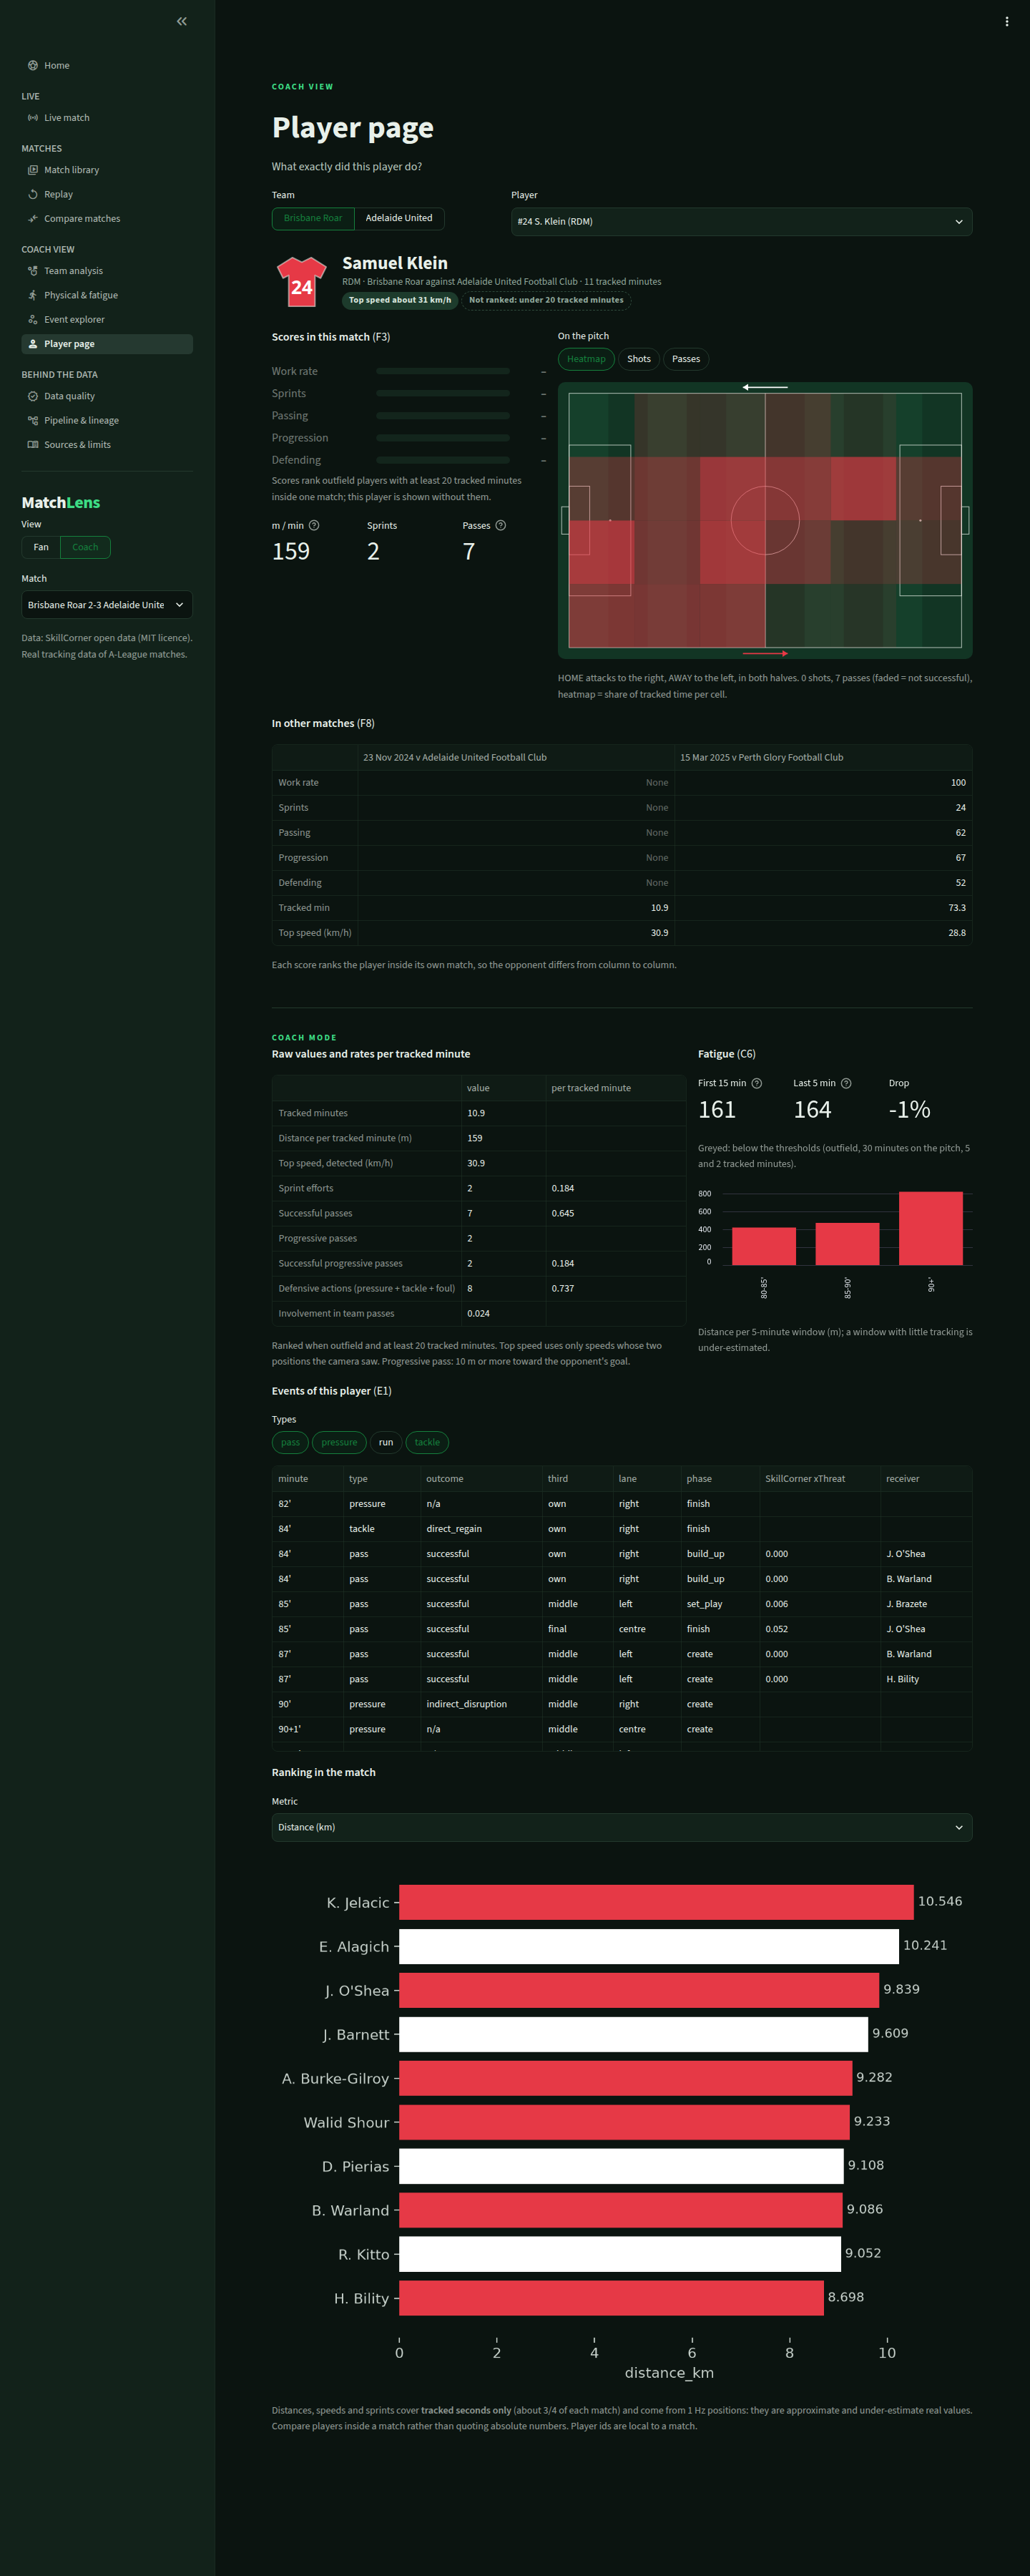 Home
LIVE
Live match
MATCHES
Match library
Replay
Compare matches
COACH VIEW
Team analysis
Physical & fatigue
Event explorer
Player page
BEHIND THE DATA
Data quality
Pipeline & lineage
Sources & limits
MatchLens
View
Fan Coach
Match
Brisbane Roar 2-3 Adelaide Unite
Data: SkillCorner open data (MIT licence).
Real tracking data of A-League matches.
COACH VIEW
Player page
What exactly did this player do?
Team
Brisbane Roar Adelaide United
Player
#24 S. Klein (RDM)
24
Samuel Klein
RDM · Brisbane Roar against Adelaide United Football Club · 11 tracked minutes
Top speed about 31 km/h Not ranked: under 20 tracked minutes
Scores in this match (F3)
Work rate –
Sprints –
Passing –
Progression –
Defending –
Scores rank outfield players with at least 20 tracked minutes
inside one match; this player is shown without them.
m / min Sprints Passes
159 2 7
On the pitch
Heatmap Shots Passes
HOME attacks to the right, AWAY to the left, in both halves. 0 shots, 7 passes (faded = not successful),
heatmap = share of tracked time per cell.
In other matches (F8)
23 Nov 2024 v Adelaide United Football Club 15 Mar 2025 v Perth Glory Football Club
Work rate None 100
Sprints None 24
Passing None 62
Progression None 67
Defending None 52
Tracked min 10.9 73.3
Top speed (km/h) 30.9 28.8
Each score ranks the player inside its own match, so the opponent differs from column to column.
COACH MODE
Raw values and rates per tracked minute
value per tracked minute
Tracked minutes 10.9
Distance per tracked minute (m) 159
Top speed, detected (km/h) 30.9
Sprint efforts 2 0.184
Successful passes 7 0.645
Progressive passes 2
Successful progressive passes 2 0.184
Defensive actions (pressure + tackle + foul) 8 0.737
Involvement in team passes 0.024
Ranked when outfield and at least 20 tracked minutes. Top speed uses only speeds whose two
positions the camera saw. Progressive pass: 10 m or more toward the opponent's goal.
Fatigue (C6)
First 15 min Last 5 min Drop
161 164 -1%
Greyed: below the thresholds (outfield, 30 minutes on the pitch, 5
and 2 tracked minutes).
800
600
400
200
0
80-85' 85-90' 90+'
Distance per 5-minute window (m); a window with little tracking is
under-estimated.
Events of this player (E1)
Types
pass pressure run tackle
minute type outcome third lane phase SkillCorner xThreat receiver
82' pressure n/a own right finish
84' tackle direct_regain own right finish
84' pass successful own right build_up 0.000 J. O'Shea
84' pass successful own right build_up 0.000 B. Warland
85' pass successful middle left set_play 0.006 J. Brazete
85' pass successful final centre finish 0.052 J. O'Shea
87' pass successful middle left create 0.000 B. Warland
87' pass successful middle left create 0.000 H. Bility
90' pressure indirect_disruption middle right create
90+1' pressure n/a middle centre create
Ranking in the match
Metric
Distance (km)
K. Jelacic 10.546
E. Alagich 10.241
J. O'Shea 9.839
J. Barnett 9.609
A. Burke-Gilroy 9.282
Walid Shour 9.233
D. Pierias 9.108
B. Warland 9.086
R. Kitto 9.052
H. Bility 8.698
0 2 4 6 8 10
distance_km
Distances, speeds and sprints cover tracked seconds only (about 3/4 of each match) and come from 1 Hz positions: they are approximate and under-estimate real values.
Compare players inside a match rather than quoting absolute numbers. Player ids are local to a match.